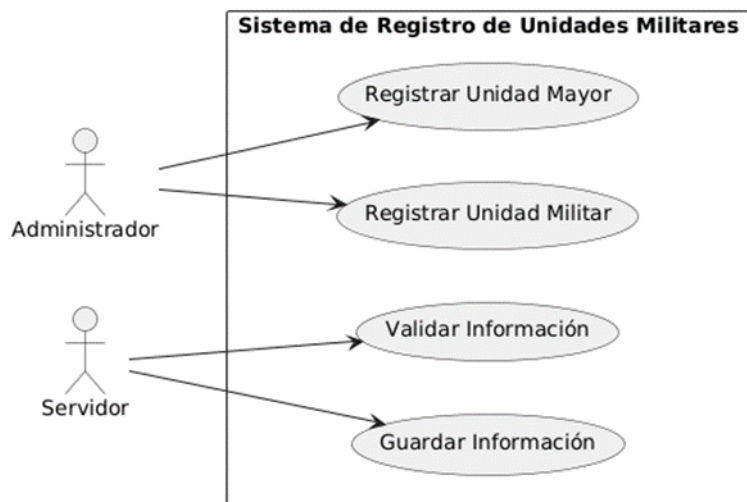 Sistema de Registro de Unidades Militares
Registrar Unidad Mayor
Administrador
Registrar Unidad Militar
Validar Información
Servidor
Guardar Información